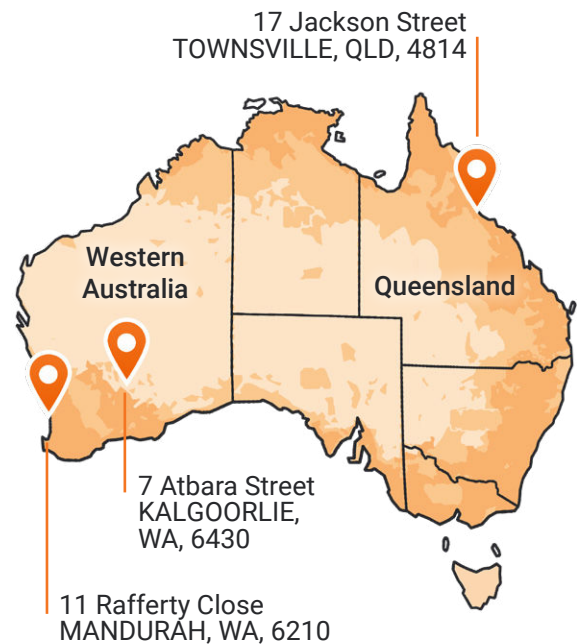 17 Jackson Street
TOWNSVILLE, QLD, 4814
Western
Australia
Queensland
7 Atbara Street
KALGOORLIE,
WA, 6430
11 Rafferty Close
MANDURAH, WA, 6210